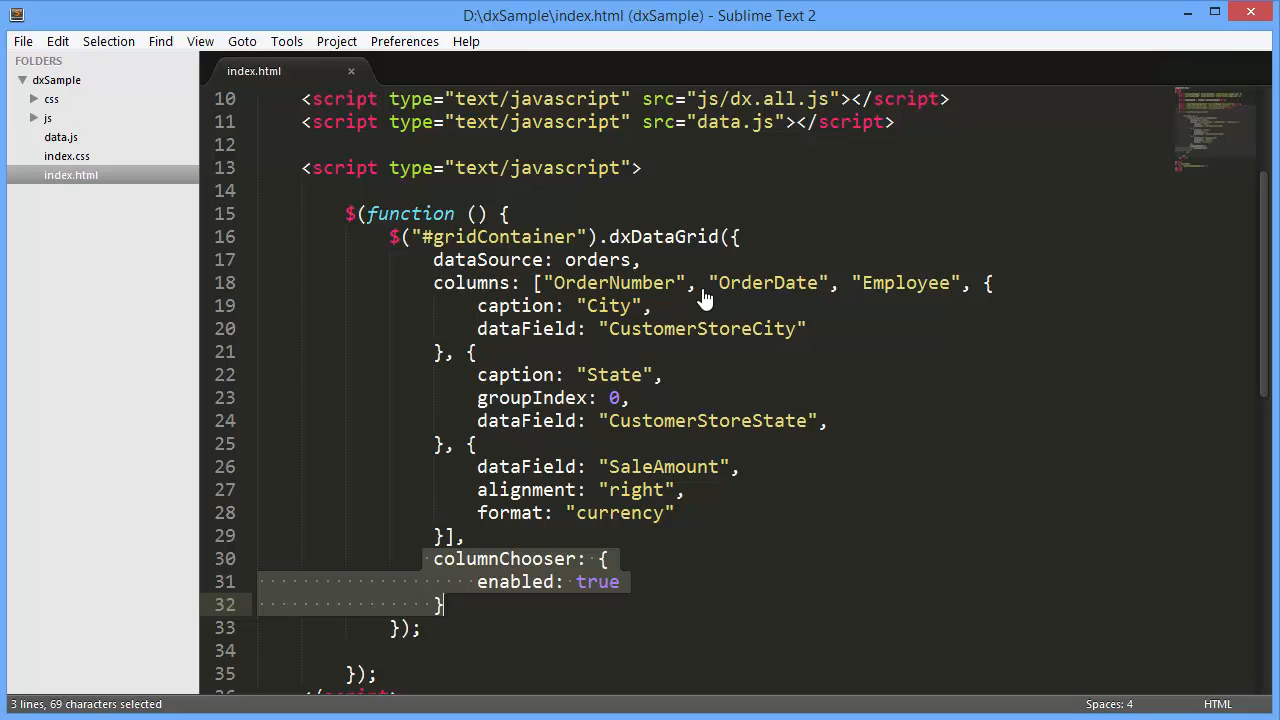 D:\dxSample\index.html (dxSample) - Sublime Text 2
File Edit Selection Find View Goto Tools Project Preferences Help
FOLDERS
dxSample
css
js
data.js
index.css
index.html
index.html ×
10 <script type="text/javascript" src="js/dx.all.js"></script>
11 <script type="text/javascript" src="data.js"></script>
12
13 <script type="text/javascript">
14
15 $(function () {
16 $("#gridContainer").dxDataGrid({
17 dataSource: orders,
18 columns: ["OrderNumber", "OrderDate", "Employee", {
19 caption: "City",
20 dataField: "CustomerStoreCity"
21 }, {
22 caption: "State",
23 groupIndex: 0,
24 dataField: "CustomerStoreState",
25 }, {
26 dataField: "SaleAmount",
27 alignment: "right",
28 format: "currency"
29 }],
30 columnChooser: {
31 enabled: true
32 }
33 });
34
35 });
3 lines, 69 characters selected
Spaces: 4
HTML